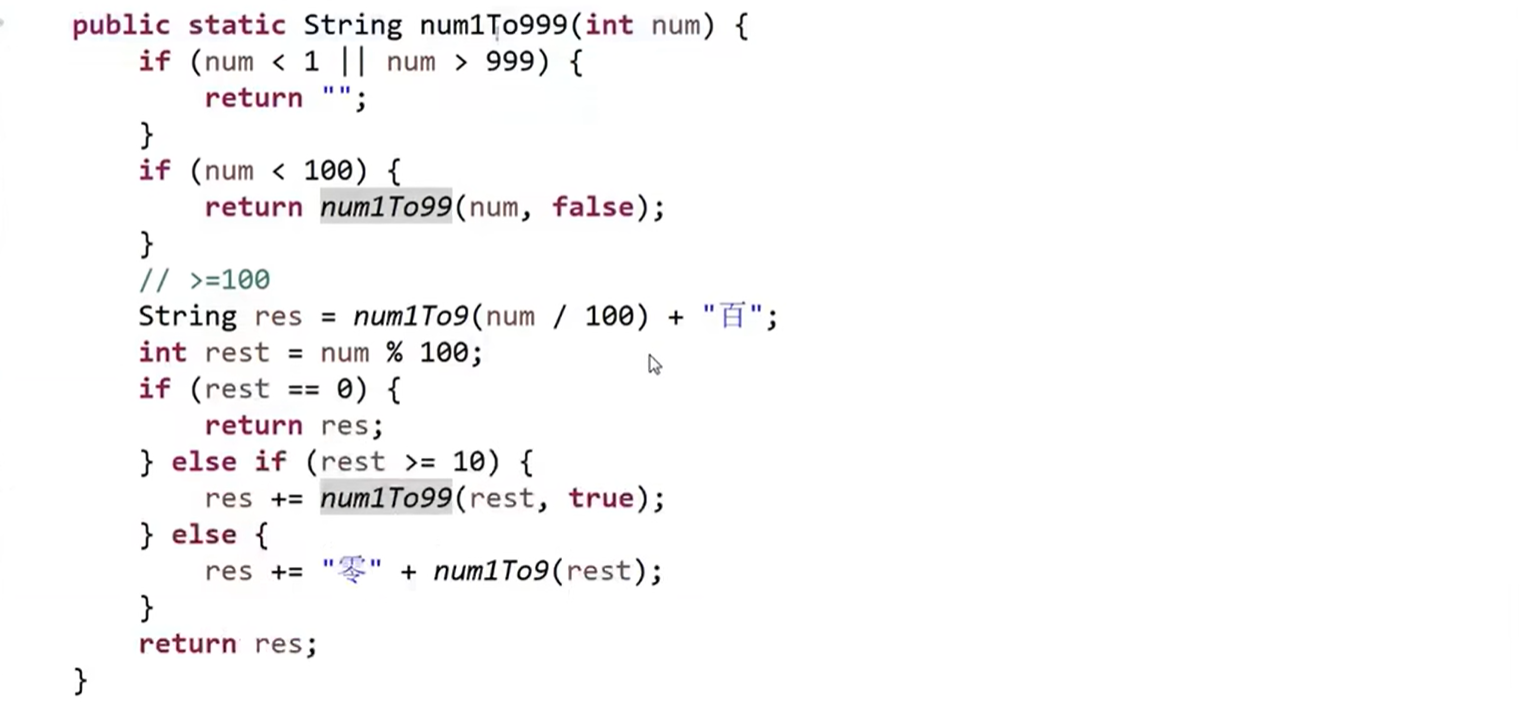 public static String num1To999(int num) {
if (num < 1 || num > 999) {
return "";
}
if (num < 100) {
return num1To99(num, false);
}
// >=100
String res = num1To9(num / 100) + "百";
int rest = num % 100;
if (rest == 0) {
return res;
} else if (rest >= 10) {
res += num1To99(rest, true);
} else {
res += "零" + num1To9(rest);
}
return res;
}